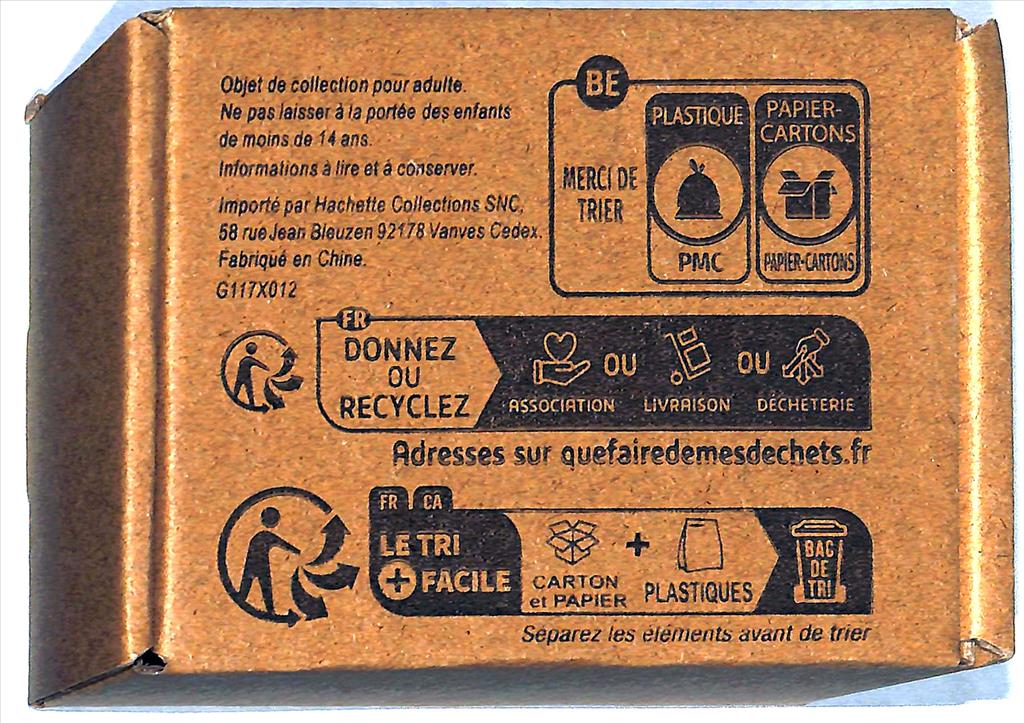 Objet de collection pour adulte.
Ne pas laisser à la portée des enfants
de moins de 14 ans.
Informations à lire et à conserver.
Importé par Hachette Collections SNC,
58 rue Jean Bleuzen 92178 Vanves Cedex.
Fabriqué en Chine.
G117X012
BE
MERCI DE
TRIER
PLASTIQUE
PMC
PAPIER-
CARTONS
PAPIER-CARTONS
FR
DONNEZ
OU
RECYCLEZ
ASSOCIATION
OU
LIVRAISON
OU
DÉCHÈTERIE
Adresses sur quefairedemesdechets.fr
FR CA
LE TRI
+ FACILE
CARTON
et PAPIER
+
PLASTIQUES
BAC
DE
TRI
Séparez les éléments avant de trier